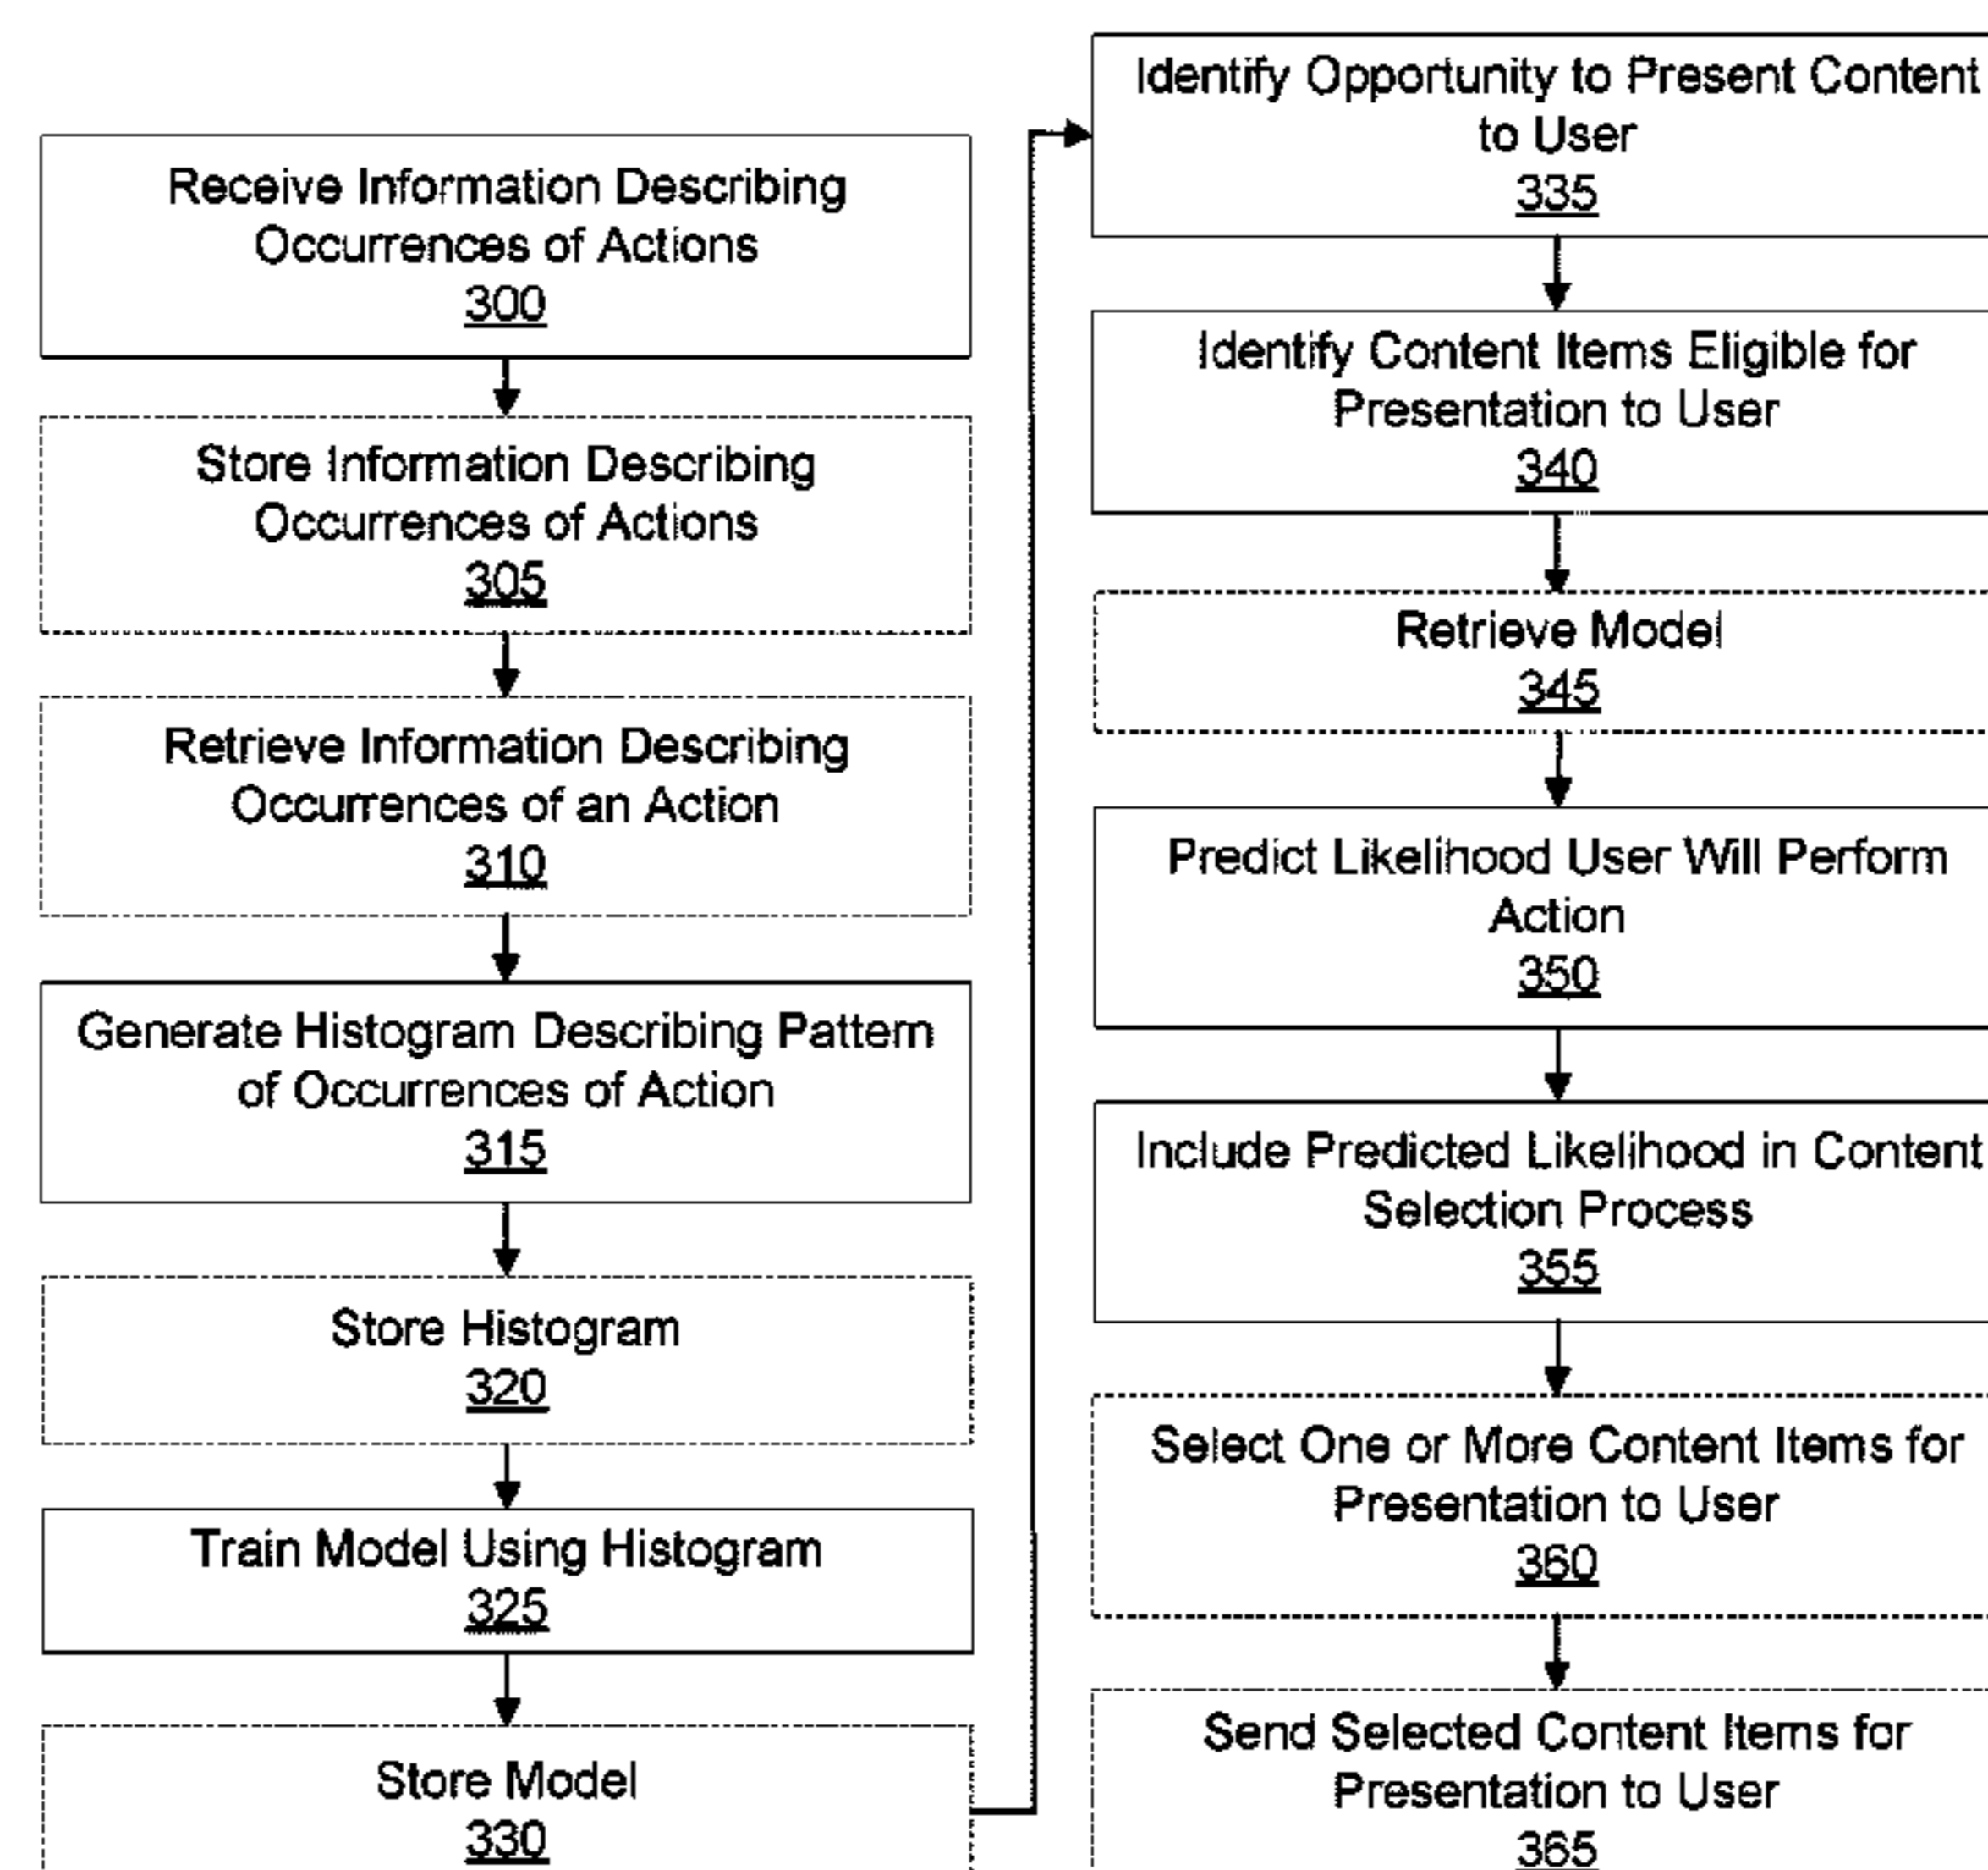 Receive Information Describing
Occurrences of Actions
300
Store Information Describing
Occurrences of Actions
305
Retrieve Information Describing
Occurrences of an Action
310
Generate Histogram Describing Pattern
of Occurrences of Action
315
Store Histogram
320
Train Model Using Histogram
325
Store Model
330
Identify Opportunity to Present Content
to User
335
Identify Content Items Eligible for
Presentation to User
340
Retrieve Model
345
Predict Likelihood User Will Perform
Action
350
Include Predicted Likelihood in Content
Selection Process
355
Select One or More Content Items for
Presentation to User
360
Send Selected Content Items for
Presentation to User
365